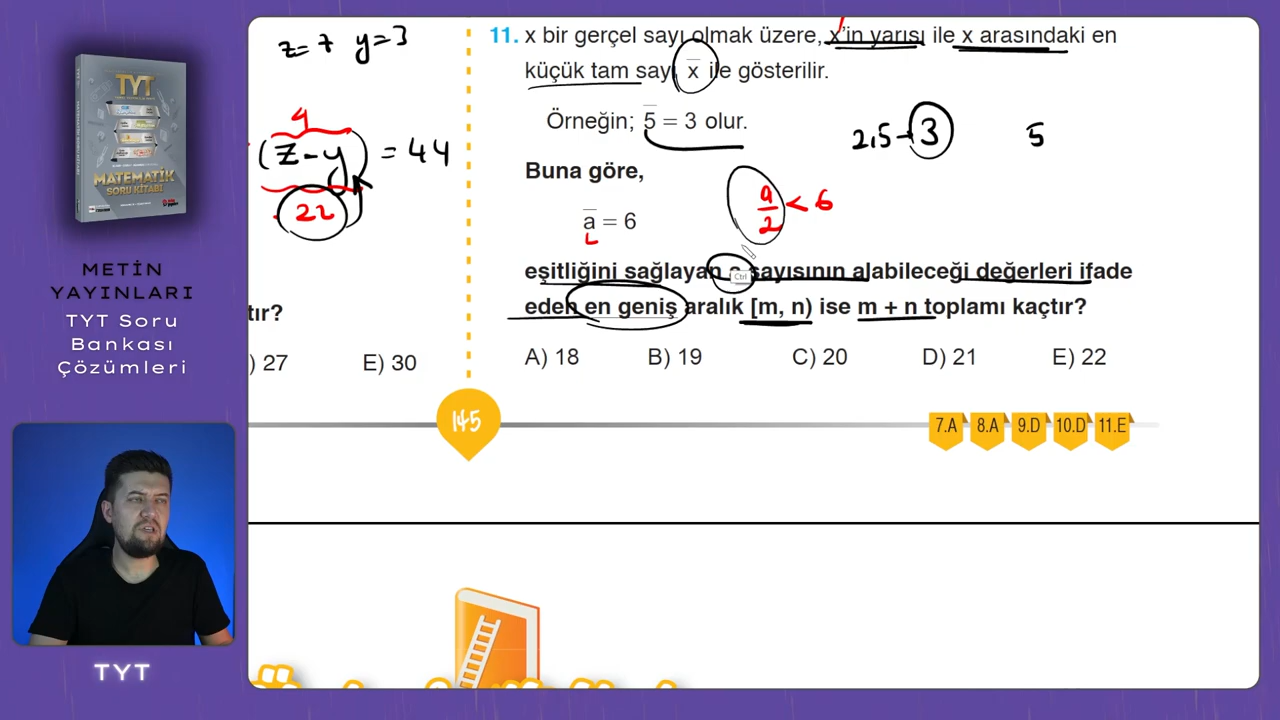 TYT
MATEMATİK
SORU KİTABI
METİN
YAYINLARI
TYT Soru
Bankası
Çözümleri
TYT
z=7 y=3
4
(z-y) = 44
22
tır?
) 27 E) 30
145
11. x bir gerçel sayı olmak üzere, x'in yarısı ile x arasındaki en
küçük tam sayı x̅ ile gösterilir.
Örneğin; 5̅ = 3 olur.
2,5 - 3 5
Buna göre,
a̅ = 6
a/2 < 6
eşitliğini sağlayan a sayısının alabileceği değerleri ifade
Ctrl
eden en geniş aralık [m, n) ise m + n toplamı kaçtır?
A) 18 B) 19 C) 20 D) 21 E) 22
7.A 8.A 9.D 10.D 11.E